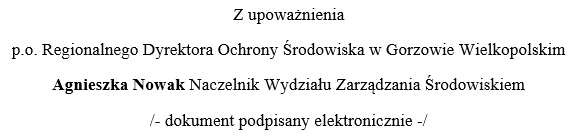 Z upoważnienia
p.o. Regionalnego Dyrektora Ochrony Środowiska w Gorzowie Wielkopolskim
Agnieszka Nowak Naczelnik Wydziału Zarządzania Środowiskiem
/- dokument podpisany elektronicznie -/